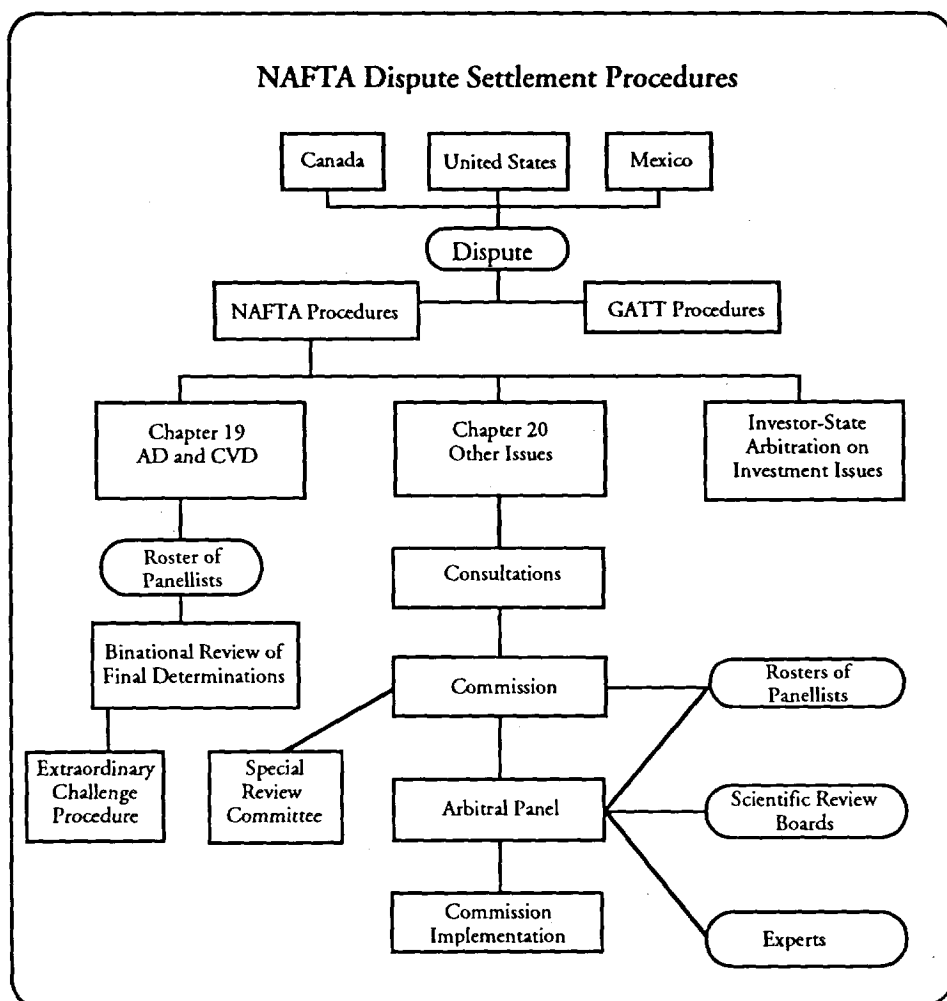 NAFTA Dispute Settlement Procedures
Canada
United States
Mexico
Dispute
NAFTA Procedures
GATT Procedures
Chapter 19
AD and CVD
Chapter 20
Other Issues
Investor-State
Arbitration on
Investment Issues
Roster of
Panellists
Consultations
Binational Review of
Final Determinations
Commission
Rosters of
Panellists
Extraordinary
Challenge
Procedure
Special
Review
Committee
Arbitral Panel
Scientific Review
Boards
Commission
Implementation
Experts